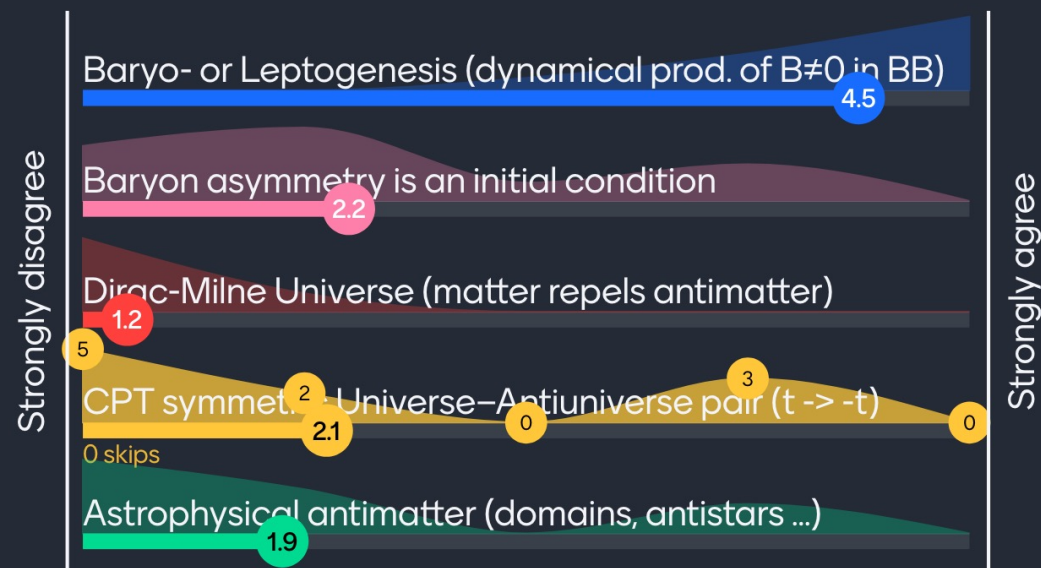 Strongly disagree
Strongly agree
Baryo- or Leptogenesis (dynamical prod. of B≠0 in BB)
4.5
Baryon asymmetry is an initial condition
2.2
Dirac-Milne Universe (matter repels antimatter)
1.2
5
2
3
CPT symmetric Universe–Antiuniverse pair (t -> -t)
0
0
2.1
0 skips
Astrophysical antimatter (domains, antistars ...)
1.9